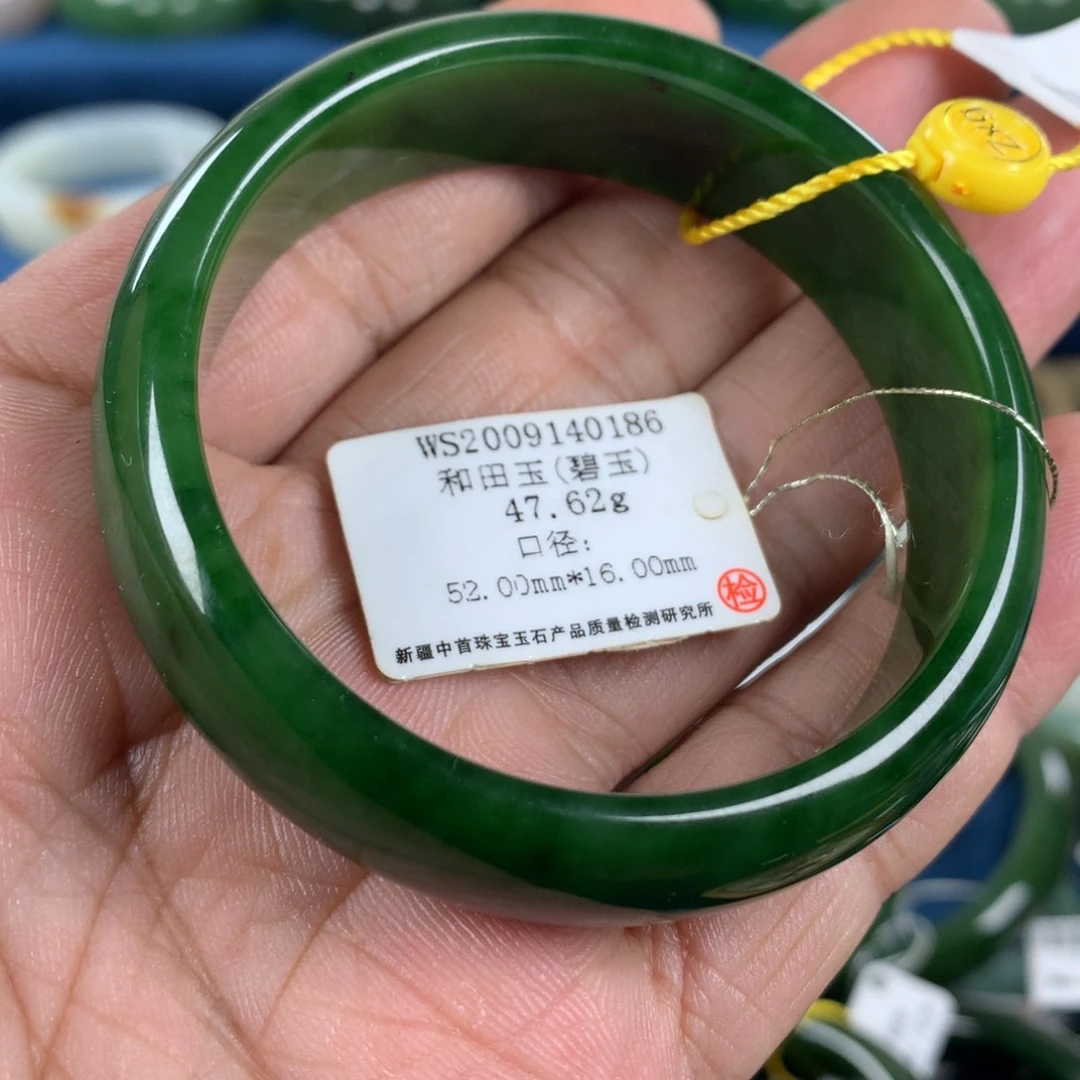 ZXG
WS2009140186
和田玉(碧玉)
47.62g
口径:
52.00mm*16.00mm
检
新疆中首珠宝玉石产品质量检测研究所